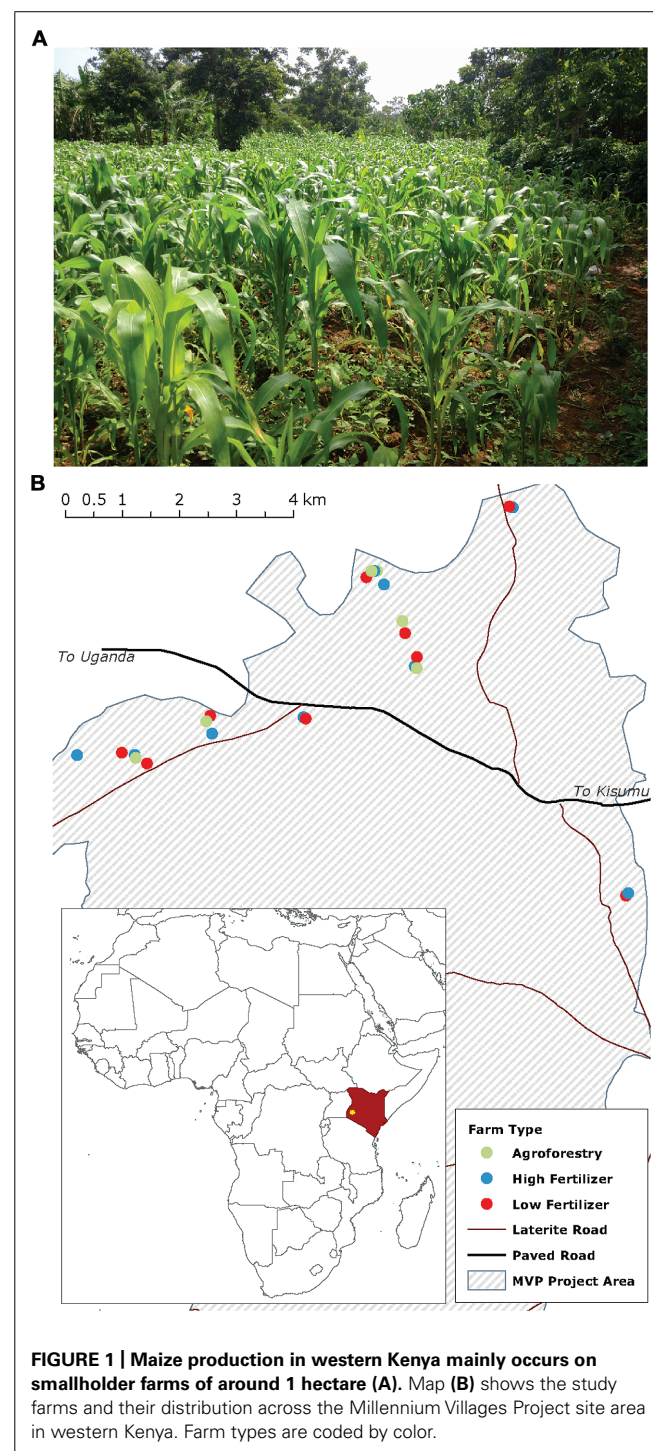 A
B
0 0.5 1 2 3 4 km
To Uganda
To Kisumu
Farm Type
Agroforestry
High Fertilizer
Low Fertilizer
Laterite Road
Paved Road
MVP Project Area
FIGURE 1 | Maize production in western Kenya mainly occurs on
smallholder farms of around 1 hectare (A). Map (B) shows the study
farms and their distribution across the Millennium Villages Project site area
in western Kenya. Farm types are coded by color.